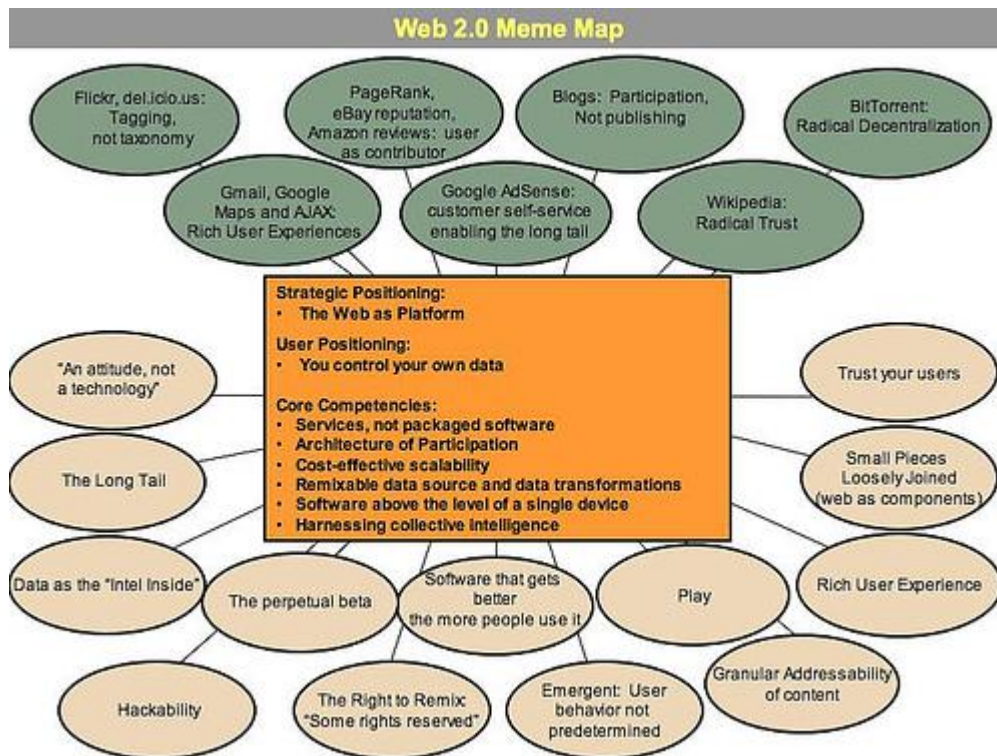 Web 2.0 Meme Map
Flickr, del.icio.us:
Tagging,
not taxonomy
PageRank,
eBay reputation,
Amazon reviews: user
as contributor
Blogs: Participation,
Not publishing
BitTorrent:
Radical Decentralization
Gmail, Google
Maps and AJAX:
Rich User Experiences
Google AdSense:
customer self-service
enabling the long tail
Wikipedia:
Radical Trust
Strategic Positioning:
• The Web as Platform
User Positioning:
• You control your own data
Core Competencies:
• Services, not packaged software
• Architecture of Participation
• Cost-effective scalability
• Remixable data source and data transformations
• Software above the level of a single device
• Harnessing collective intelligence
"An attitude, not
a technology"
Trust your users
The Long Tail
Small Pieces
Loosely Joined
(web as components)
Data as the "Intel Inside"
The perpetual beta
Software that gets
better
the more people use it
Play
Rich User Experience
Hackability
The Right to Remix:
"Some rights reserved"
Emergent: User
behavior not
predetermined
Granular Addressability
of content